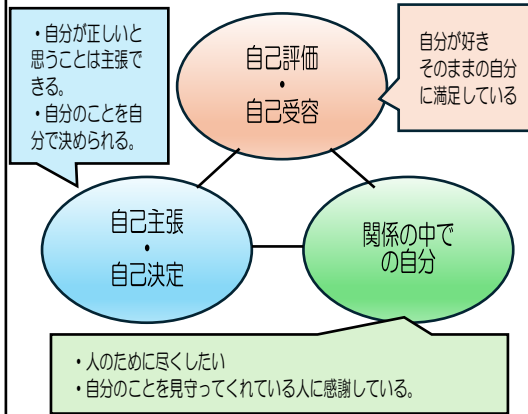 ・自分が正しいと
思うことは主張で
きる。
・自分のことを自
分で決められる。
自己評価
・
自己受容
自分が好き
そのままの自分
に満足している
自己主張
・
自己決定
関係の中で
の自分
・人のために尽くしたい
・自分のことを見守ってくれている人に感謝している。